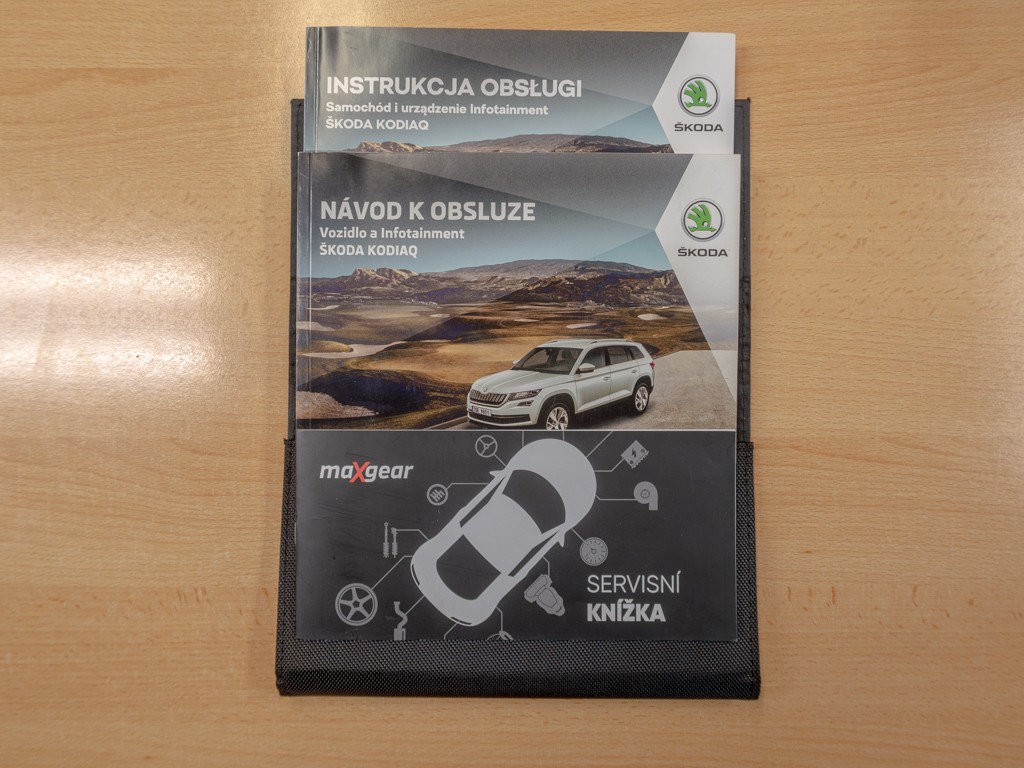 INSTRUKCJA OBSŁUGI
Samochód i urządzenie Infotainment
ŠKODA KODIAQ
ŠKODA
NÁVOD K OBSLUZE
Vozidlo a Infotainment
ŠKODA KODIAQ
ŠKODA
maXgear
SERVISNÍ
KNÍŽKA